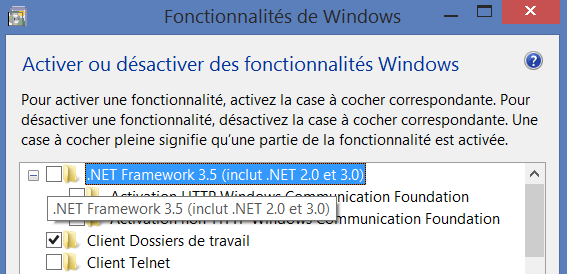 Fonctionnalités de Windows
Activer ou désactiver des fonctionnalités Windows
Pour activer une fonctionnalité, activez la case à cocher correspondante. Pour
désactiver une fonctionnalité, désactivez la case à cocher correspondante. Une
case à cocher pleine signifie qu'une partie de la fonctionnalité est activée.
.NET Framework 3.5 (inclut .NET 2.0 et 3.0)
Activation HTTP Windows Communication Foundation
.NET Framework 3.5 (inclut .NET 2.0 et 3.0)
Communication Foundation
Client Dossiers de travail
Client Telnet